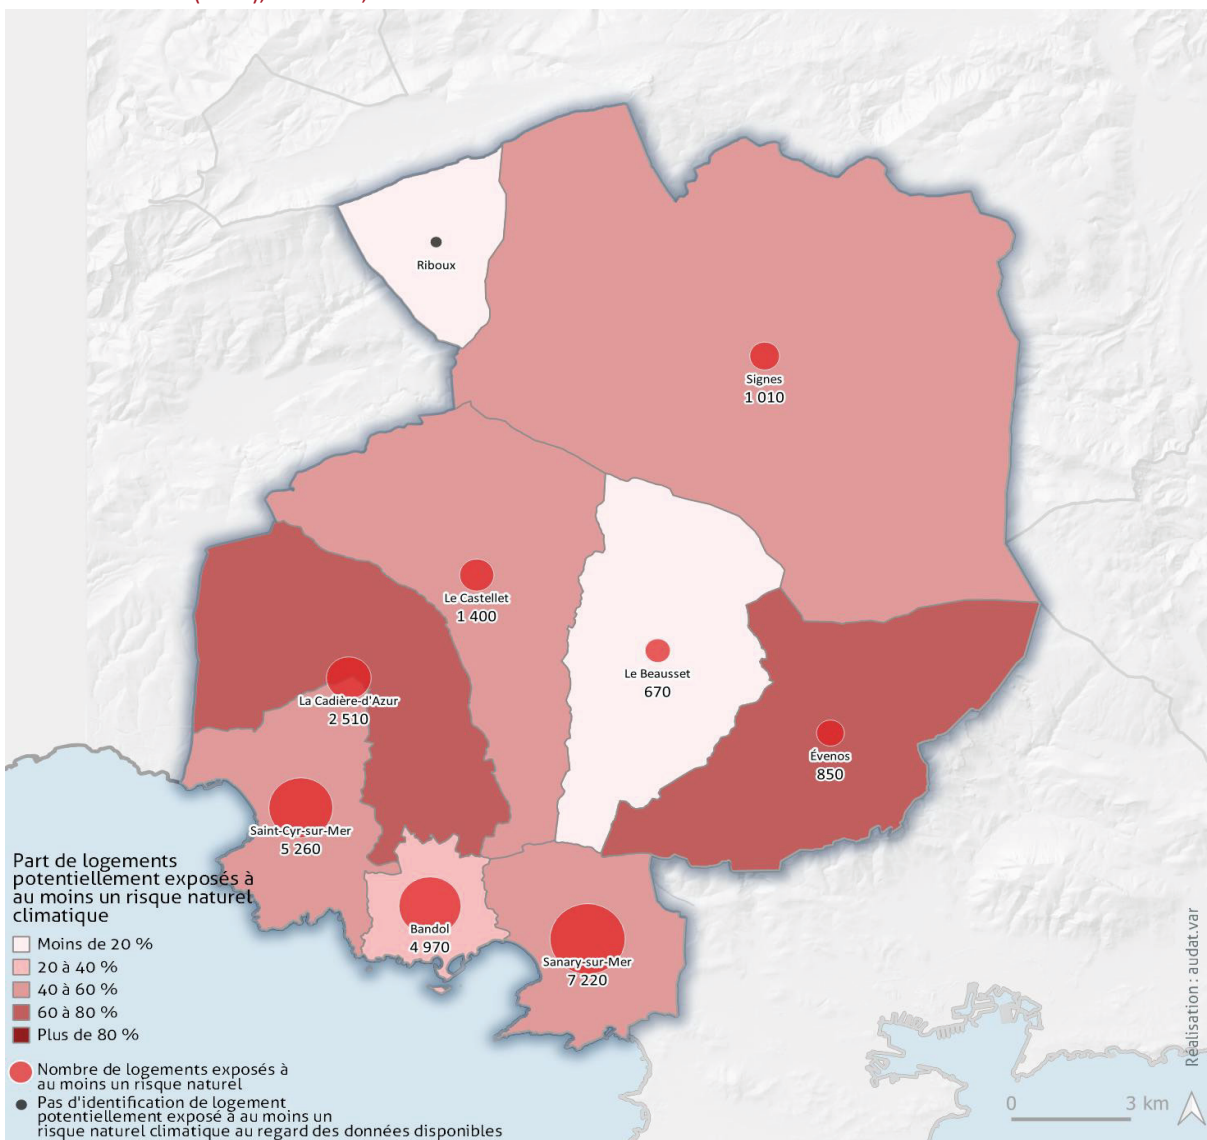 Riboux
Signes
1 010
Le Castellet
1 400
Le Beausset
670
La Cadière-d'Azur
2 510
Évenos
850
Saint-Cyr-sur-Mer
5 260
Bandol
4 970
Sanary-sur-Mer
7 220
Part de logements
potentiellement exposés à
au moins un risque naturel
climatique
Moins de 20 %
20 à 40 %
40 à 60 %
60 à 80 %
Plus de 80 %
Nombre de logements exposés à
au moins un risque naturel
Pas d'identification de logement
potentiellement exposé à au moins un
risque naturel climatique au regard des données disponibles
0 3 km
Réalisation : audat.var